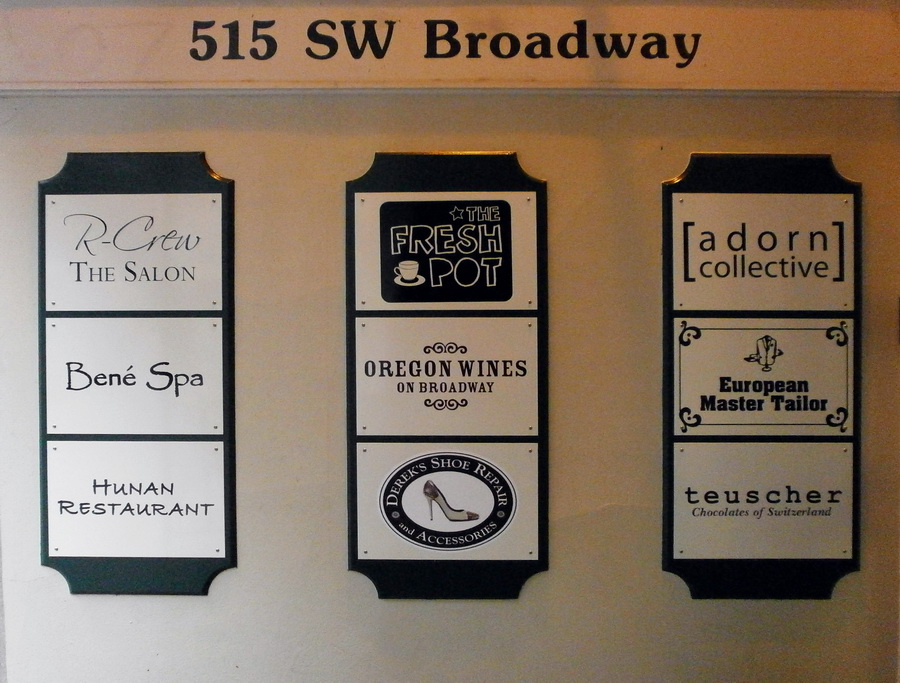 515 SW Broadway
R-Crew
THE SALON
Bené Spa
HUNAN
RESTAURANT
THE
FRESH
POT
OREGON WINES
ON BROADWAY
DEREK'S SHOE REPAIR
and ACCESSORIES
[adorn
collective]
European
Master Tailor
teuscher
Chocolates of Switzerland